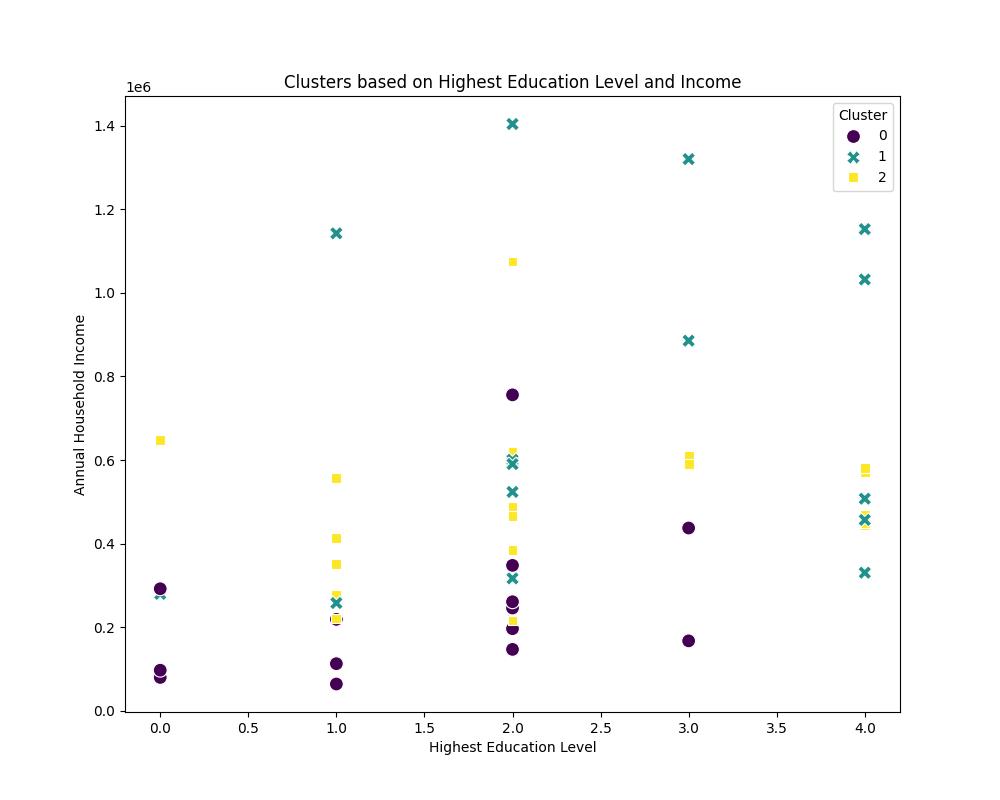 Clusters based on Highest Education Level and Income
1e6
Cluster
0
1
2
1.4
1.2
1.0
0.8
0.6
0.4
0.2
0.0
Annual Household Income
0.0 0.5 1.0 1.5 2.0 2.5 3.0 3.5 4.0
Highest Education Level